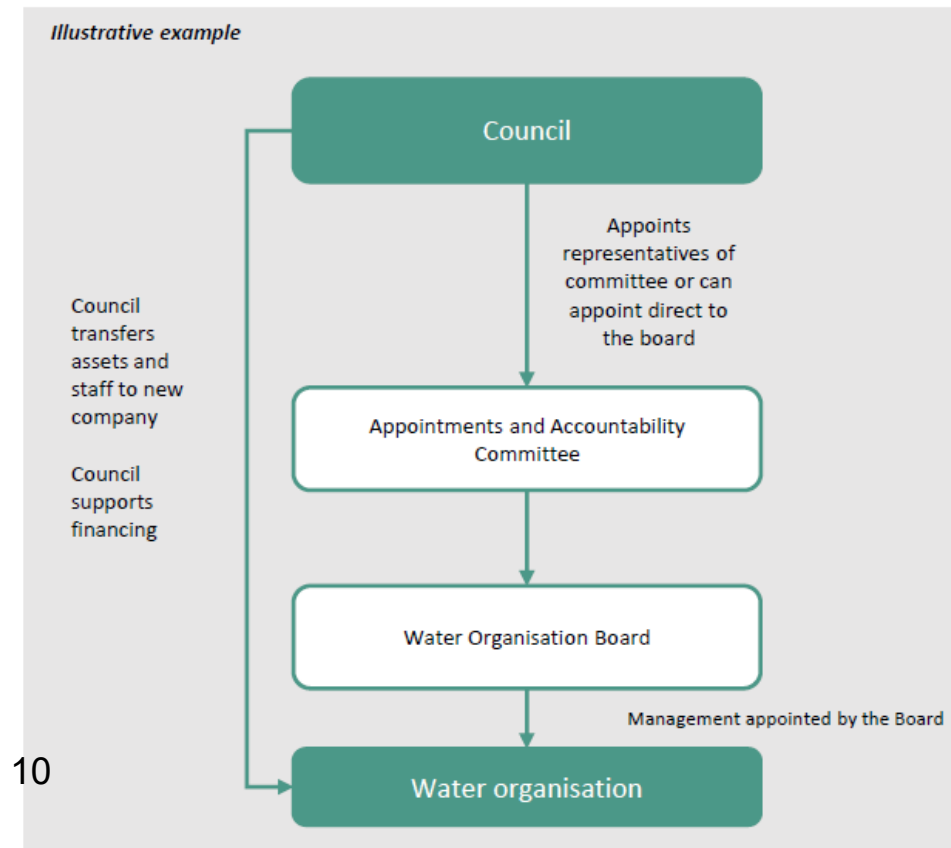 Illustrative example
Council
Appoints
representatives of
committee or can
appoint direct to
the board
Council
transfers
assets and
staff to new
company
Council
supports
financing
Appointments and Accountability
Committee
Water Organisation Board
Management appointed by the Board
10
Water organisation